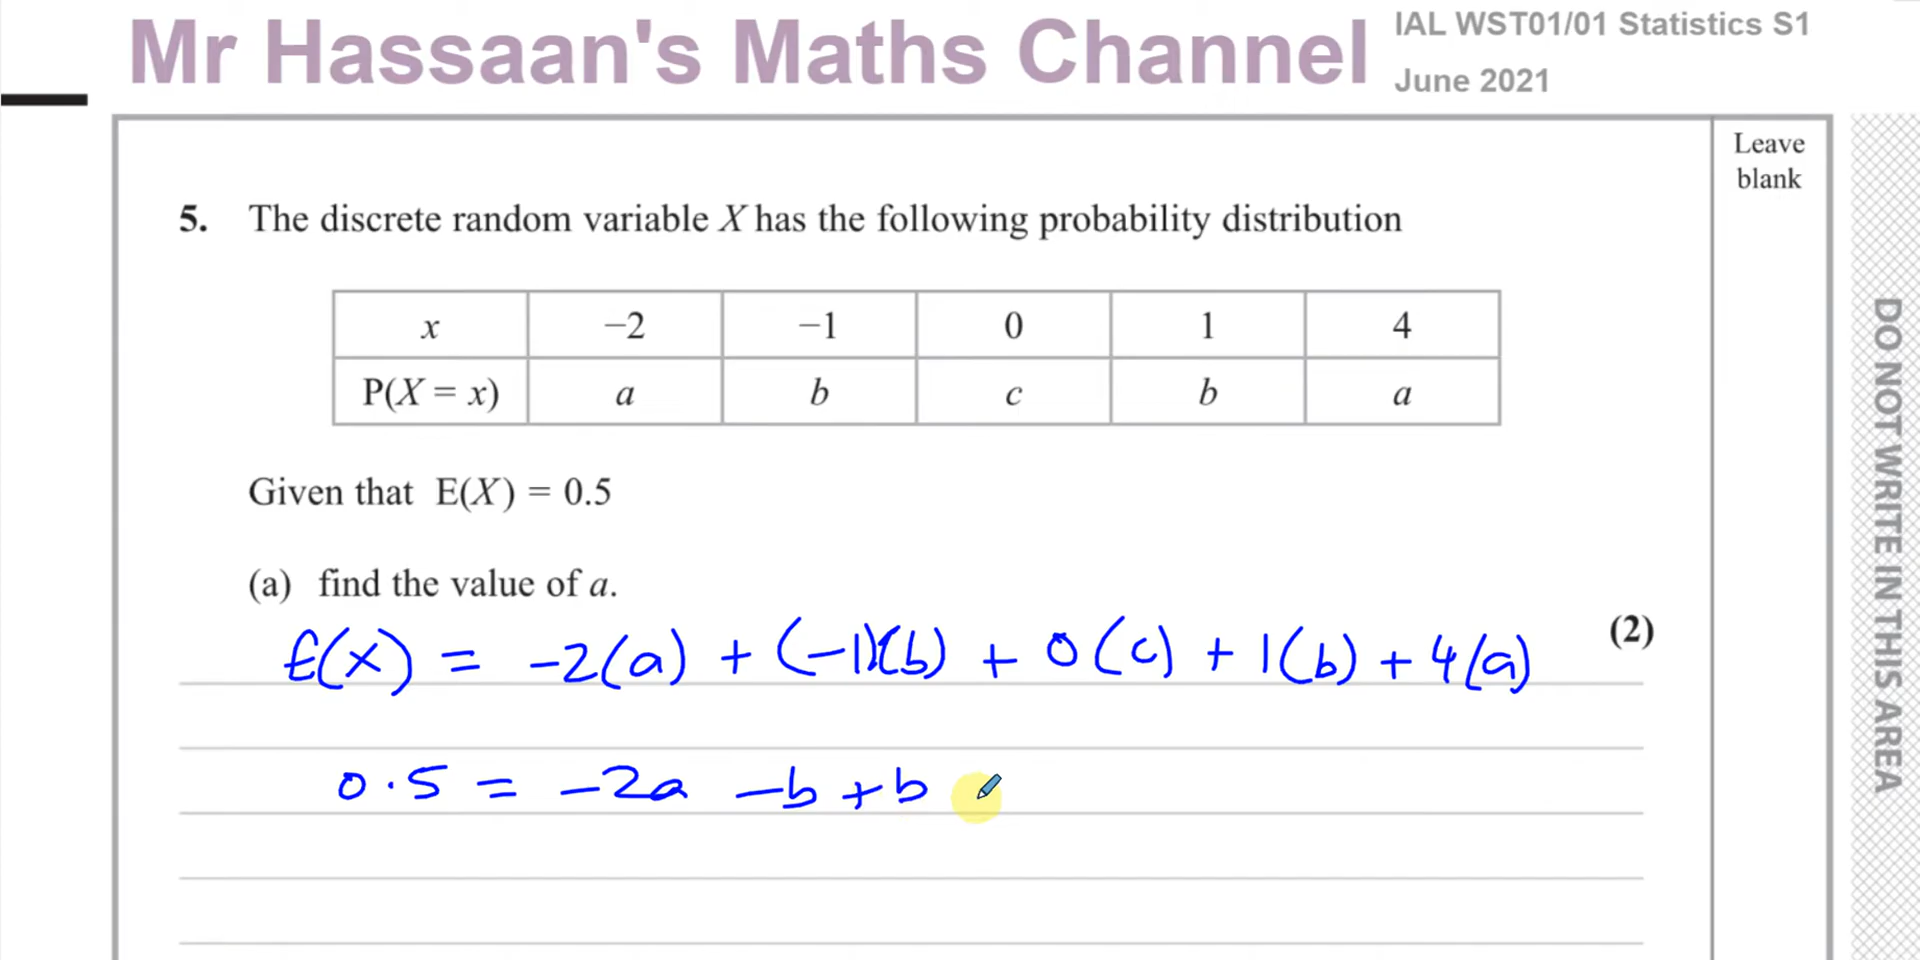 Mr Hassaan's Maths Channel
IAL WST01/01 Statistics S1
June 2021
Leave
blank
5. The discrete random variable X has the following probability distribution
x −2 −1 0 1 4
P(X = x) a b c b a
Given that E(X) = 0.5
(a) find the value of a.
(2)
E(x) = -2(a) + (-1)(b) + 0(c) + 1(b) + 4(a)
0.5 = -2a -b +b
DO NOT WRITE IN THIS AREA